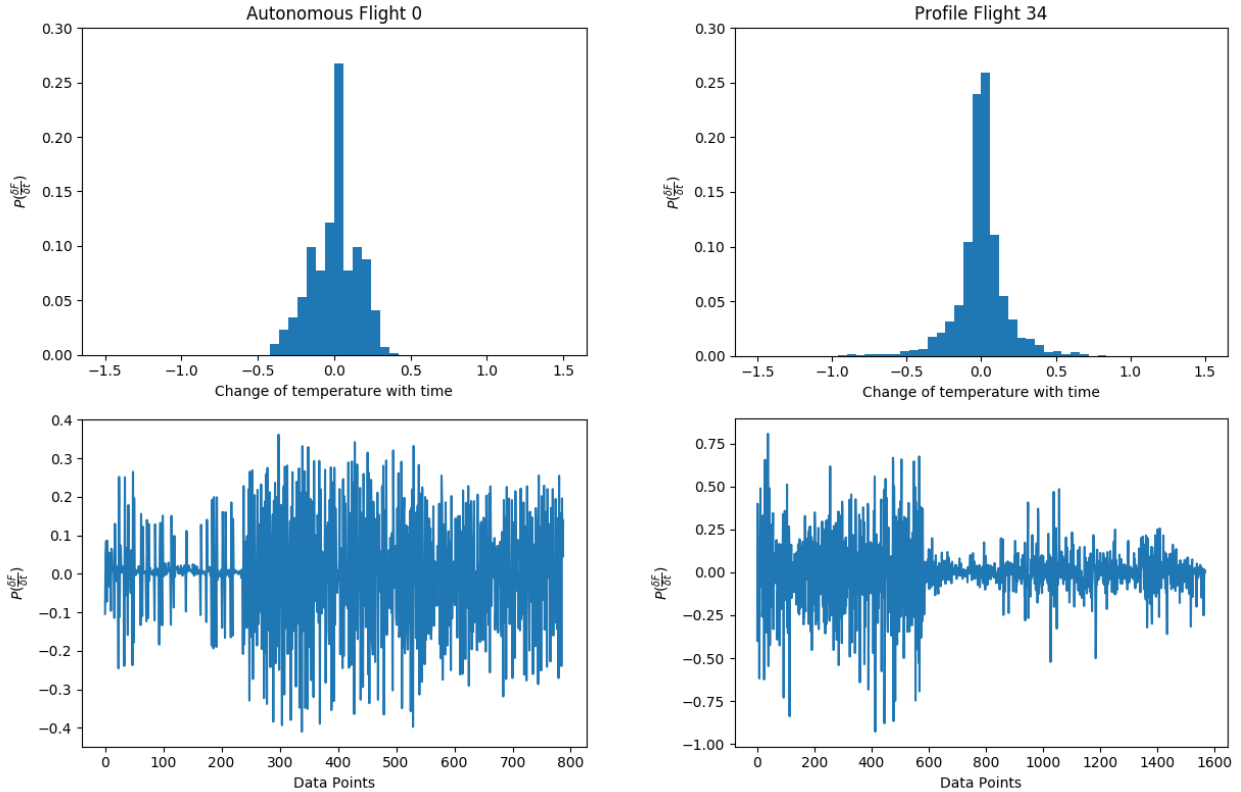 Autonomous Flight 0
0.30
0.25
0.20
0.15
0.10
0.05
0.00
P(δF/δt)
−1.5 −1.0 −0.5 0.0 0.5 1.0 1.5
Change of temperature with time
Profile Flight 34
0.30
0.25
0.20
0.15
0.10
0.05
0.00
P(δF/δt)
−1.5 −1.0 −0.5 0.0 0.5 1.0 1.5
Change of temperature with time
0.4
0.3
0.2
0.1
0.0
−0.1
−0.2
−0.3
−0.4
P(δF/δt)
0 100 200 300 400 500 600 700 800
Data Points
0.75
0.50
0.25
0.00
−0.25
−0.50
−0.75
−1.00
P(δF/δt)
0 200 400 600 800 1000 1200 1400 1600
Data Points